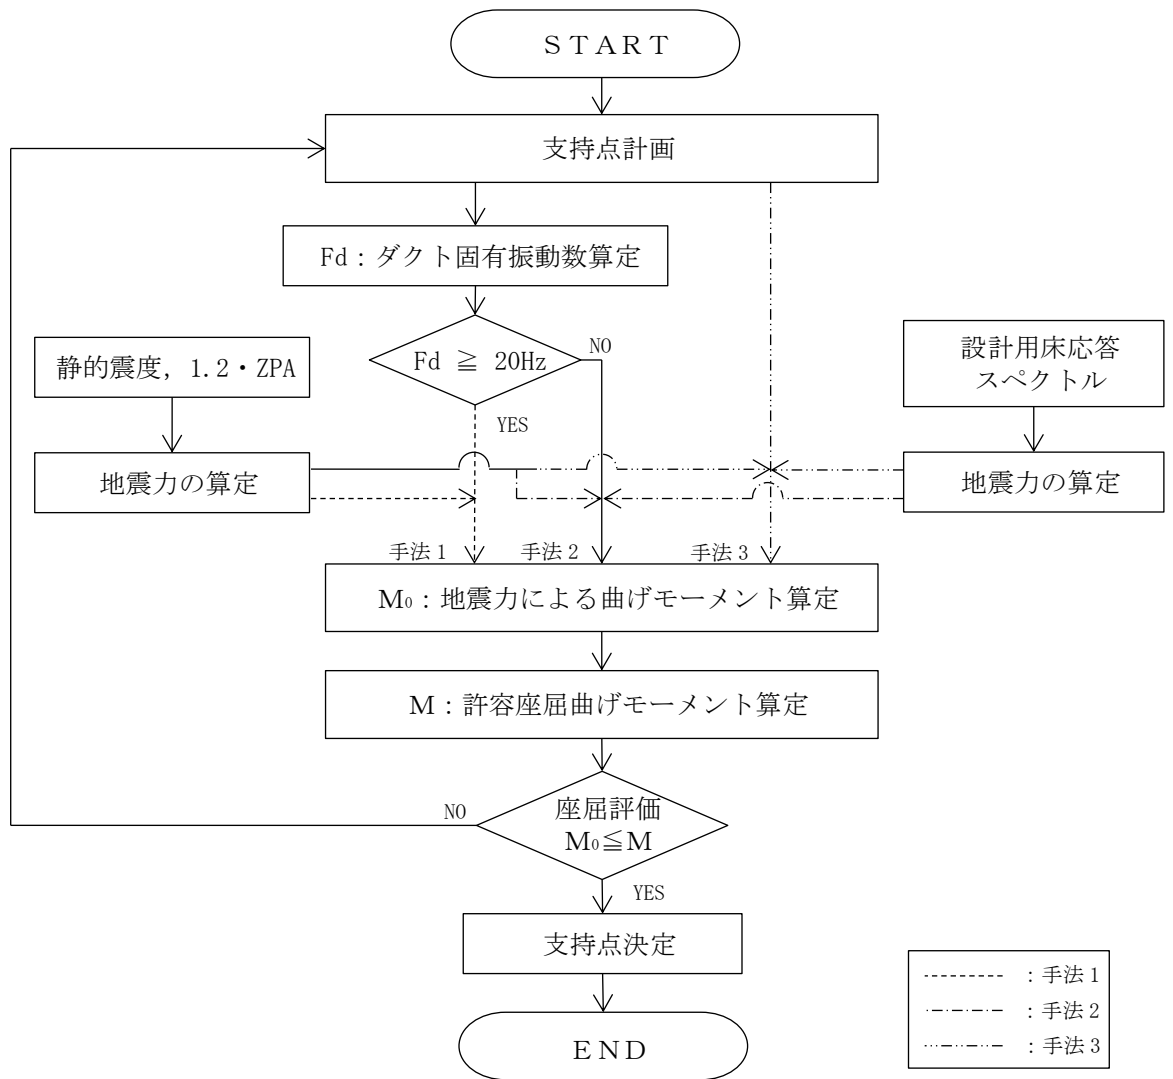 START
支持点計画
Fd：ダクト固有振動数算定
Fd ≧ 20Hz
NO
YES
静的震度，1.2・ZPA
地震力の算定
設計用床応答
スペクトル
地震力の算定
手法1
手法2
手法3
M₀：地震力による曲げモーメント算定
M：許容座屈曲げモーメント算定
座屈評価
M₀≦M
NO
YES
支持点決定
END
：手法1
：手法2
：手法3